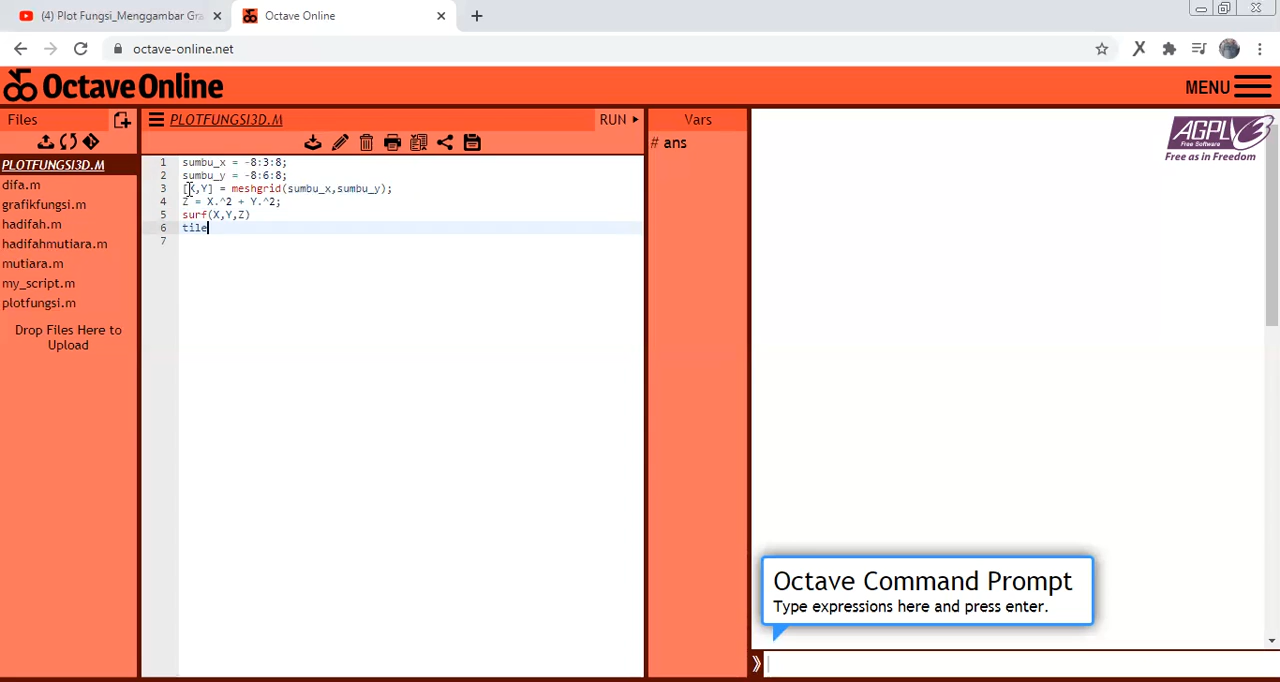 (4) Plot Fungsi_Menggambar Gra
Octave Online
octave-online.net
Octave Online
MENU
Files
PLOTFUNGSI3D.M
RUN
Vars
PLOTFUNGSI3D.M
difa.m
grafikfungsi.m
hadifah.m
hadifahmutiara.m
mutiara.m
my_script.m
plotfungsi.m
Drop Files Here to
Upload
1 sumbu_x = -8:3:8;
2 sumbu_y = -8:6:8;
3 [X,Y] = meshgrid(sumbu_x,sumbu_y);
4 Z = X.^2 + Y.^2;
5 surf(X,Y,Z)
6 tile
7
# ans
AGPL v3
Free Software
Free as in Freedom
Octave Command Prompt
Type expressions here and press enter.